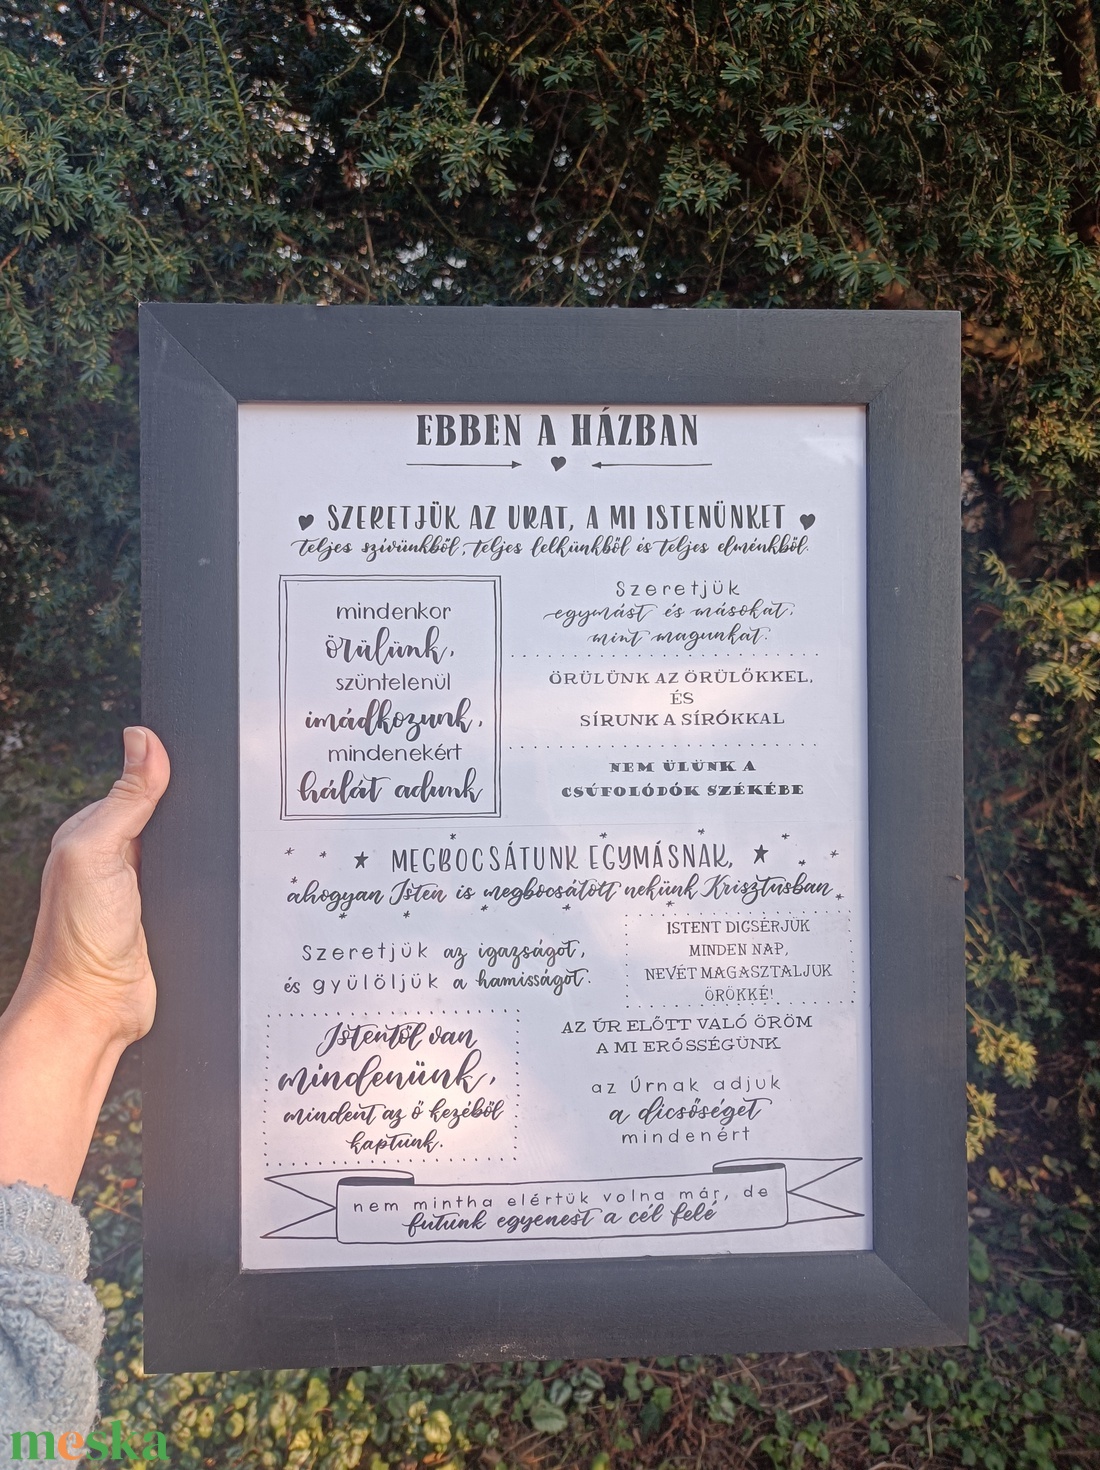 EBBEN A HÁZBAN
SZERETJÜK AZ URAT, A MI ISTENÜNKET
teljes szívünkből, teljes lelkünkből és teljes elménkből.
mindenkor
örülünk,
szüntelenül
imádkozunk,
mindenekért
hálát adunk
Szeretjük
egymást és másokat,
mint magunkat.
ÖRÜLÜNK AZ ÖRÜLŐKKEL,
ÉS
SÍRUNK A SÍRÓKKAL
NEM ÜLÜNK A
CSÚFOLÓDÓK SZÉKÉBE
MEGBOCSÁTUNK EGYMÁSNAK,
ahogyan Isten is megbocsátott nekünk Krisztusban
Szeretjük az igazságot,
és gyűlöljük a hamisságot.
ISTENT DICSÉRJÜK
MINDEN NAP,
NEVÉT MAGASZTALJUK
ÖRÖKKÉ!
Istentől van
mindenünk,
mindent az ő kezéből
kaptunk.
AZ ÚR ELŐTT VALÓ ÖRÖM
A MI ERŐSSÉGÜNK
az Úrnak adjuk
a dicsőséget
mindenért
nem mintha elértük volna már, de
futunk egyenest a cél felé
meska